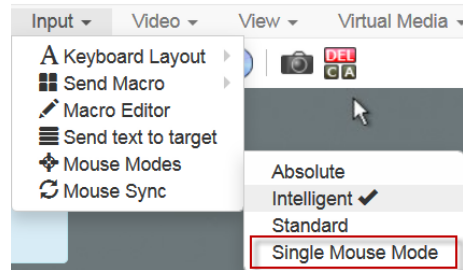 Input Video View Virtual Media
DEL
C A
Keyboard Layout
Send Macro
Macro Editor
Send text to target
Mouse Modes
Mouse Sync
Absolute
Intelligent
Standard
Single Mouse Mode